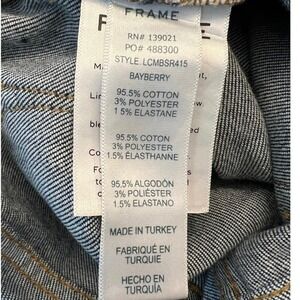 FRAME
RN# 139021
PO# 488300
STYLE: LCMBSR415
BAYBERRY
95.5% COTTON
3% POLYESTER
1.5% ELASTANE
95.5% COTON
3% POLYESTER
1.5% ÉLASTHANNE
95.5% ALGODÓN
3% POLIÉSTER
1.5% ELASTANO
MADE IN TURKEY
FABRIQUÉ EN
TURQUIE
HECHO EN
TURQUÍA